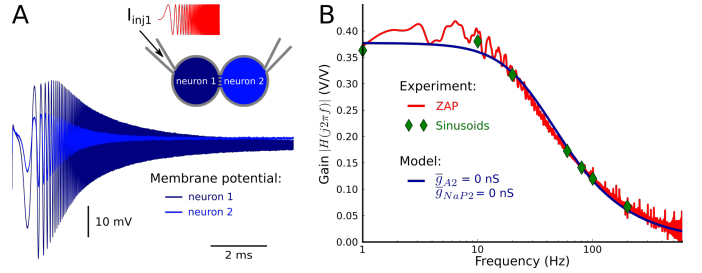 A
I_inj1
neuron 1
neuron 2
Membrane potential:
neuron 1
neuron 2
10 mV
2 ms
B
Gain |H(j2πf)| (V/V)
0.40
0.35
0.30
0.25
0.20
0.15
0.10
0.05
0.00
Experiment:
ZAP
Sinusoids
Model:
g̅_A2 = 0 nS
g̅_NaP2 = 0 nS
1
10
100
Frequency (Hz)